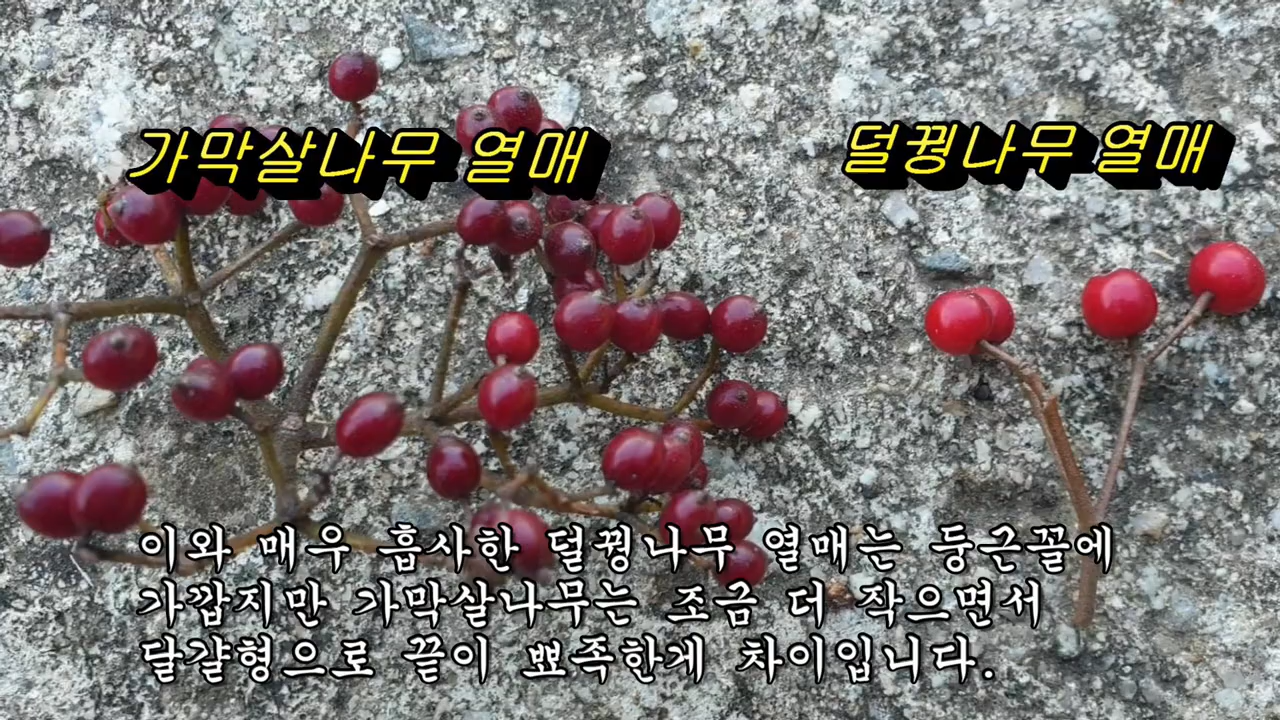 가막살나무 열매
덜꿩나무 열매
이와 매우 흡사한 덜꿩나무 열매는 둥근꼴에
가깝지만 가막살나무는 조금 더 작으면서
달걀형으로 끝이 뾰족한게 차이입니다.